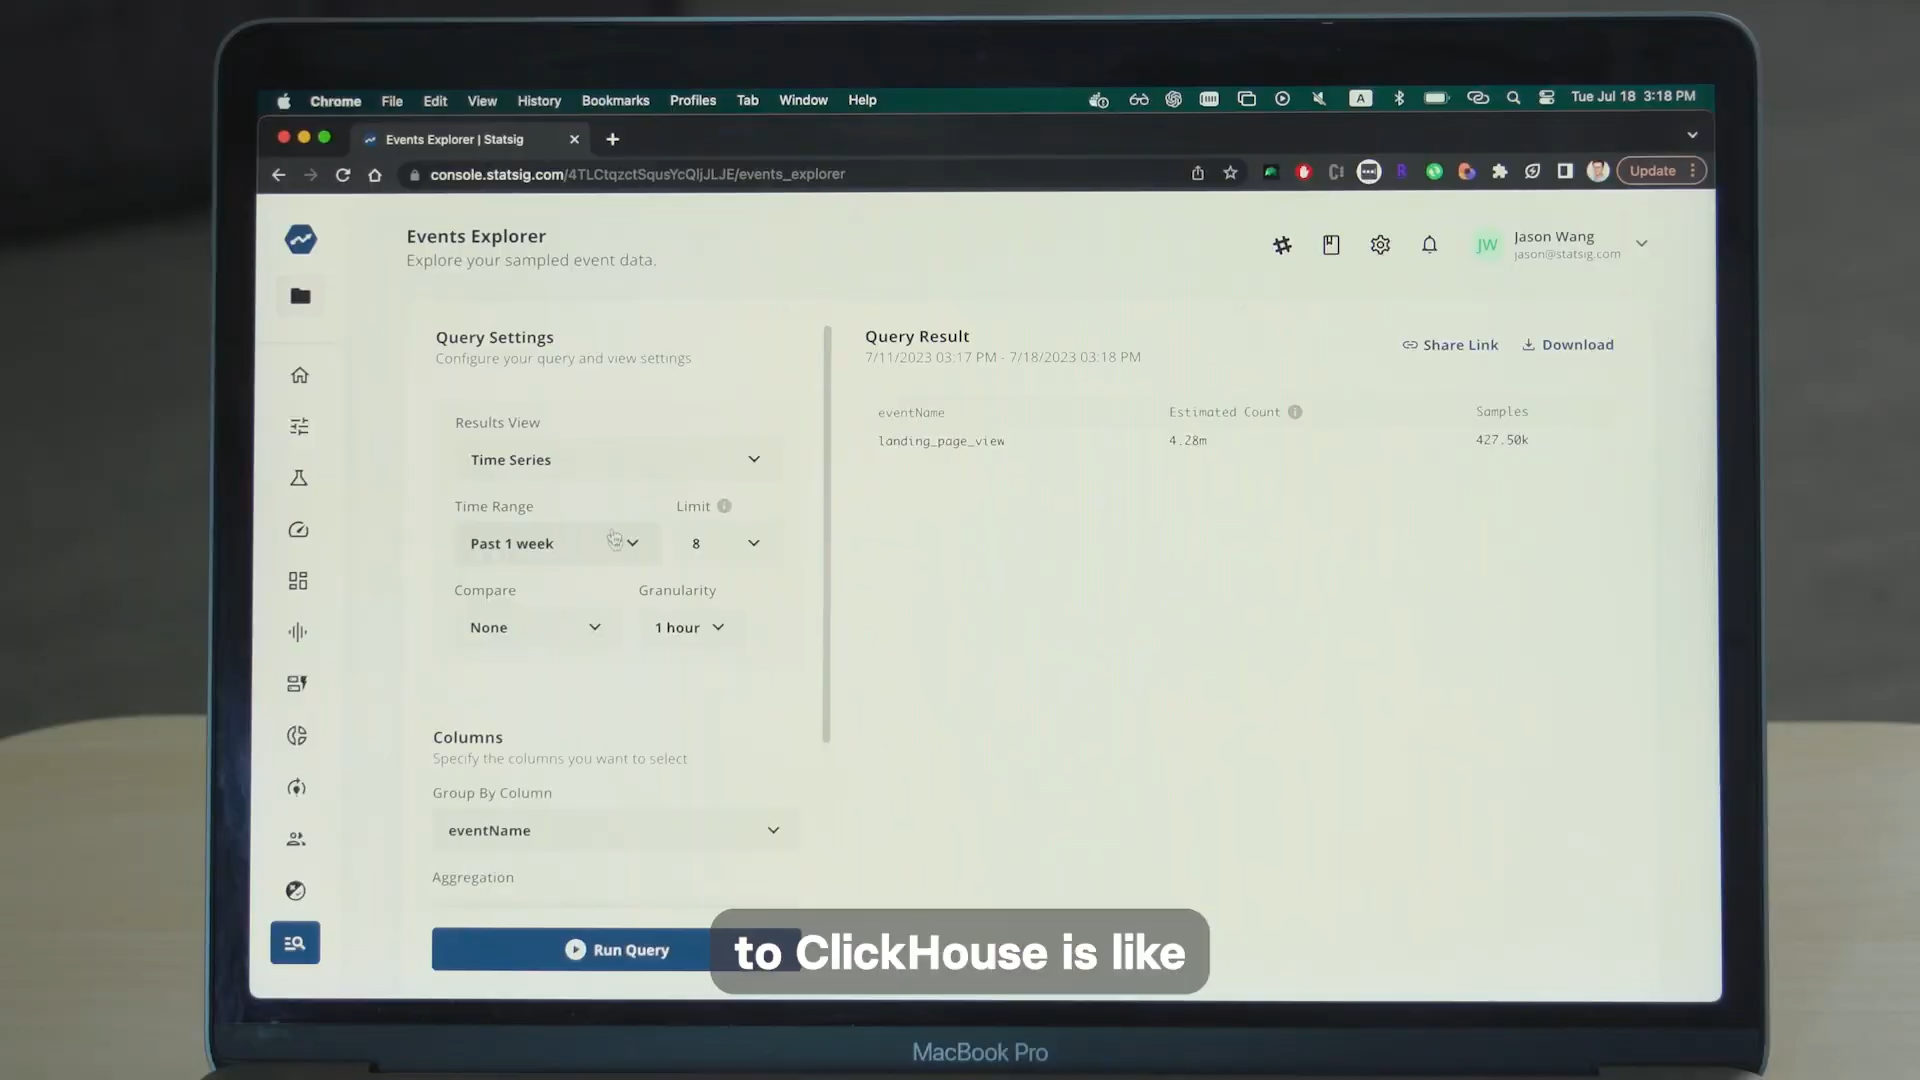 Chrome File Edit View History Bookmarks Profiles Tab Window Help
A
Tue Jul 18 3:18 PM
Events Explorer | Statsig
console.statsig.com/4TLCtqzctSqusYcQljJLJE/events_explorer
Update
Events Explorer
Explore your sampled event data.
JW
Jason Wang
jason@statsig.com
Query Settings
Configure your query and view settings
Results View
Time Series
Time Range
Limit
Past 1 week
8
Compare
Granularity
None
1 hour
Columns
Specify the columns you want to select
Group By Column
eventName
Aggregation
Run Query
Query Result
7/11/2023 03:17 PM - 7/18/2023 03:18 PM
Share Link
Download
eventName
Estimated Count
Samples
landing_page_view
4.28m
427.50k
to ClickHouse is like
MacBook Pro